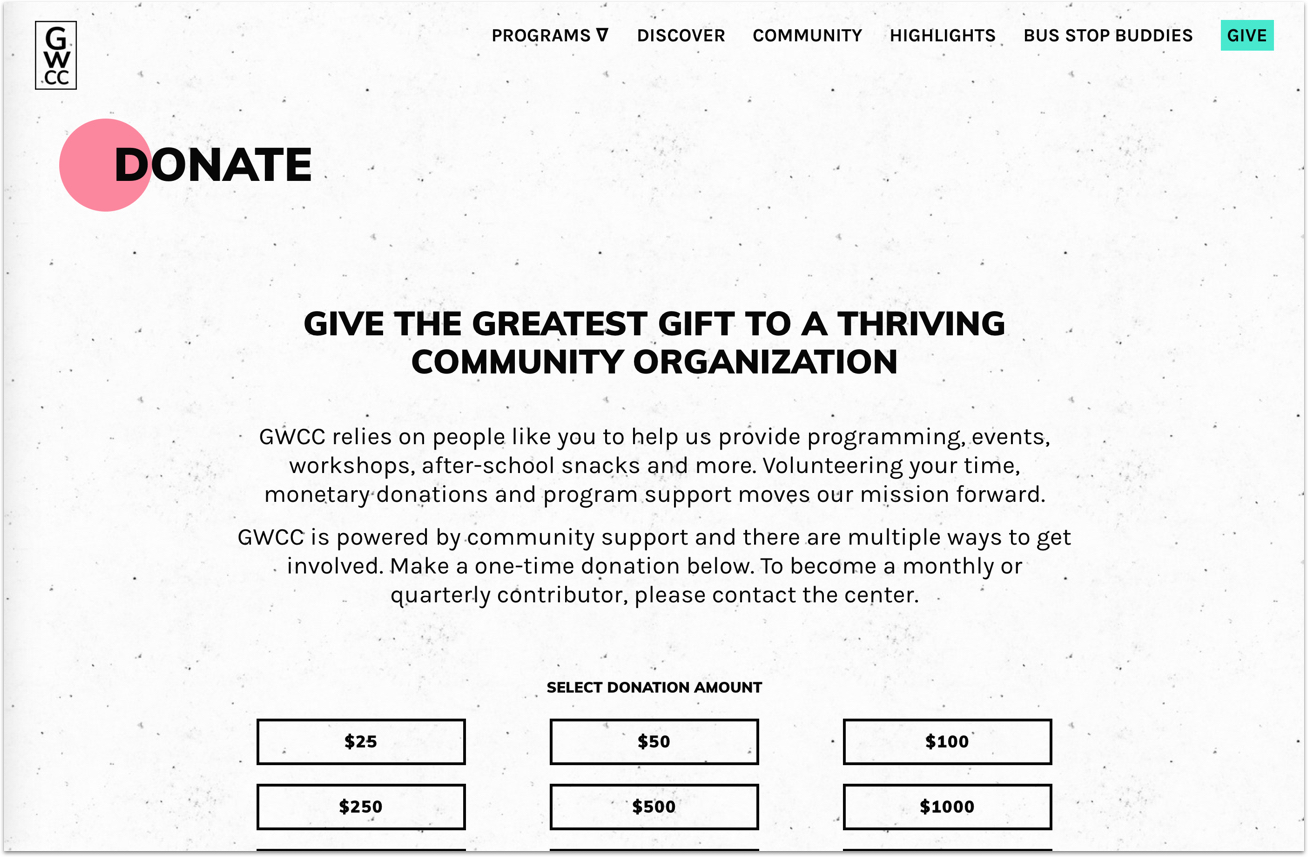 G
W
CC
PROGRAMS ∇ DISCOVER COMMUNITY HIGHLIGHTS BUS STOP BUDDIES GIVE
DONATE
GIVE THE GREATEST GIFT TO A THRIVING
COMMUNITY ORGANIZATION
GWCC relies on people like you to help us provide programming, events,
workshops, after-school snacks and more. Volunteering your time,
monetary donations and program support moves our mission forward.
GWCC is powered by community support and there are multiple ways to get
involved. Make a one-time donation below. To become a monthly or
quarterly contributor, please contact the center.
SELECT DONATION AMOUNT
$25 $50 $100
$250 $500 $1000